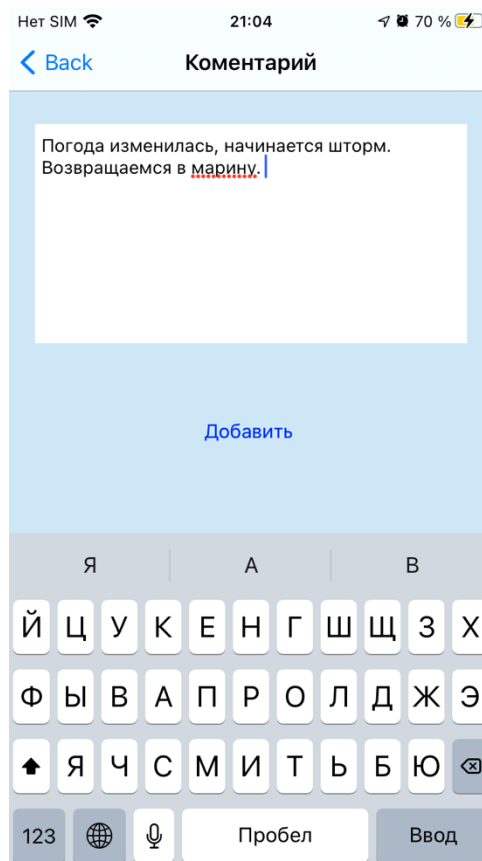 Нет SIM 21:04 70 %
Back Коментарий
Погода изменилась, начинается шторм.
Возвращаемся в марину.
Добавить
Я А В
Й Ц У К Е Н Г Ш Щ З Х
Ф Ы В А П Р О Л Д Ж Э
Я Ч С М И Т Ь Б Ю
123 Пробел Ввод